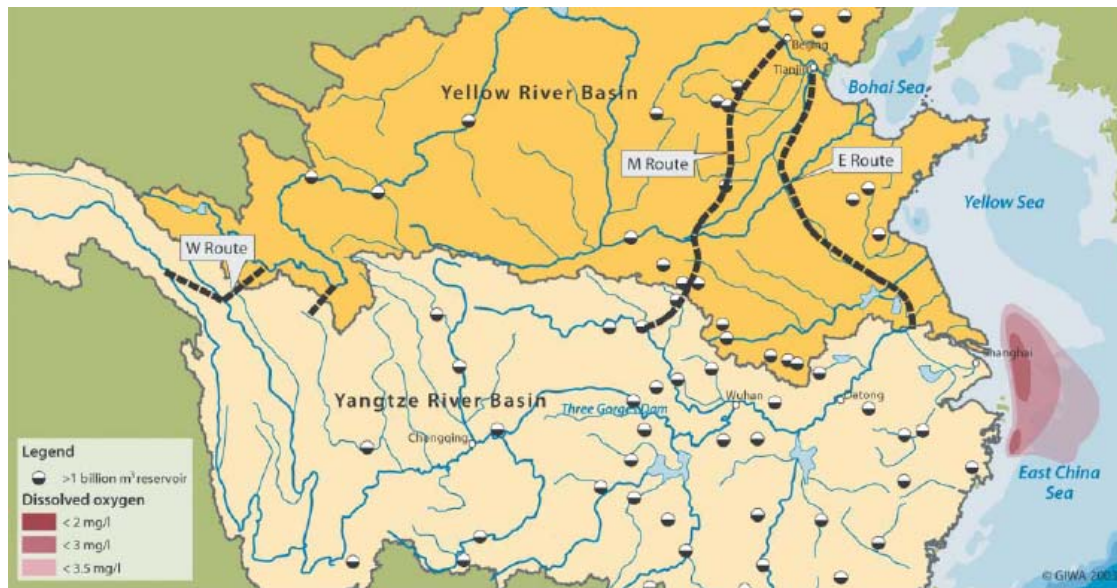 Beijing
Tianjin
Bohai Sea
Yellow River Basin
M Route
E Route
Yellow Sea
W Route
Shanghai
Yangtze River Basin
Three Gorges Dam
Wuhan
Datong
Chongqing
East China
Sea
Legend
>1 billion m³ reservoir
Dissolved oxygen
< 2 mg/l
< 3 mg/l
< 3.5 mg/l
© GIWA